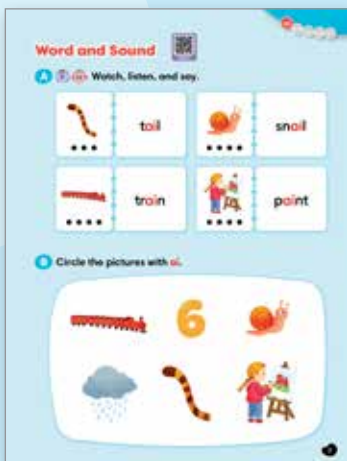 Word and Sound
A Watch, listen, and say.
tail
snail
train
paint
B Circle the pictures with ai.
6